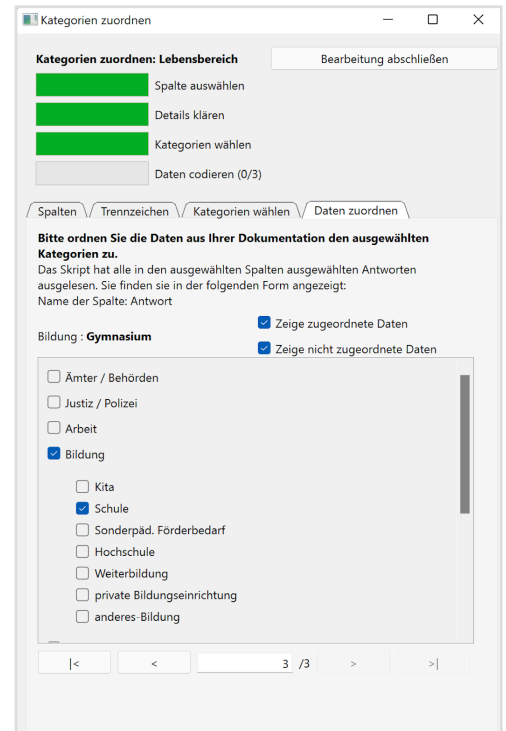 Kategorien zuordnen
Kategorien zuordnen: Lebensbereich
Bearbeitung abschließen
Spalte auswählen
Details klären
Kategorien wählen
Daten codieren (0/3)
Spalten Trennzeichen Kategorien wählen Daten zuordnen
Bitte ordnen Sie die Daten aus Ihrer Dokumentation den ausgewählten
Kategorien zu.
Das Skript hat alle in den ausgewählten Spalten ausgewählten Antworten
ausgelesen. Sie finden sie in der folgenden Form angezeigt:
Name der Spalte: Antwort
Zeige zugeordnete Daten
Bildung : Gymnasium
Zeige nicht zugeordnete Daten
Ämter / Behörden
Justiz / Polizei
Arbeit
Bildung
Kita
Schule
Sonderpäd. Förderbedarf
Hochschule
Weiterbildung
private Bildungseinrichtung
anderes-Bildung
|< < 3 /3 > >|